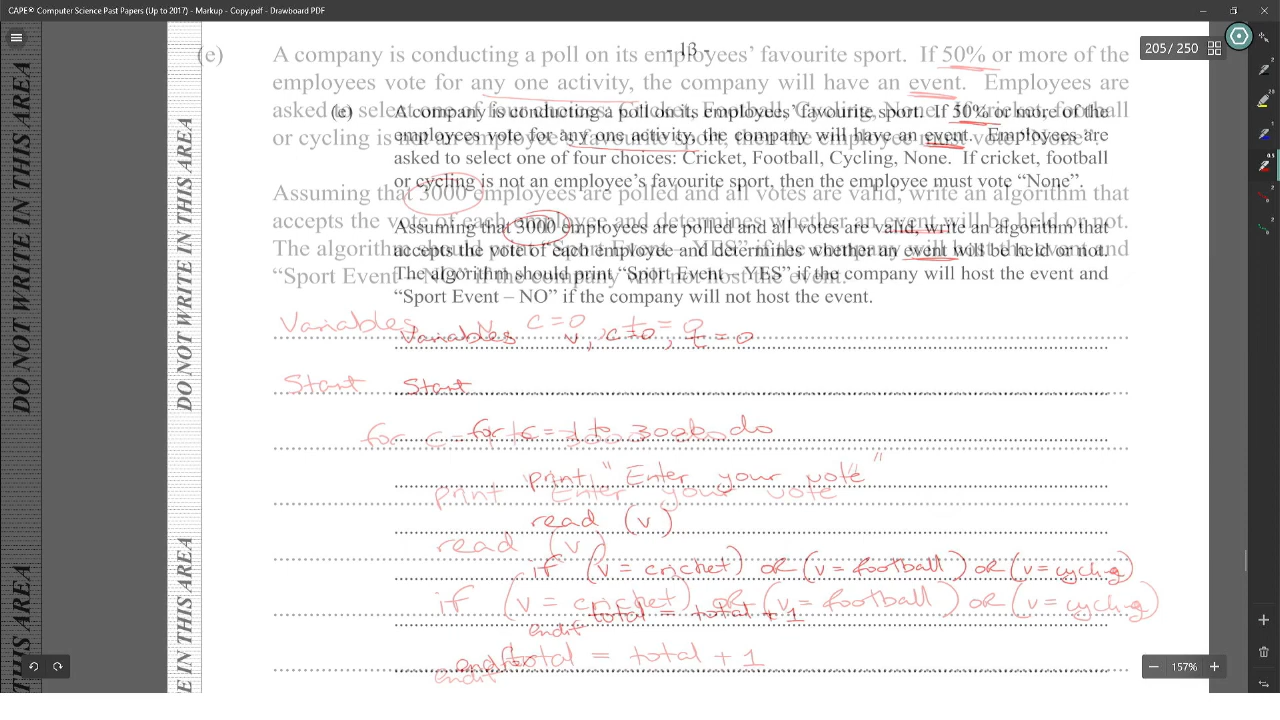 CAPE® Computer Science Past Papers (Up to 2017) - Markup - Copy.pdf - Drawboard PDF
205 / 250
- 13 -
DO NOT WRITE IN THIS AREA
DO NOT WRITE IN THIS AREA
(e) A company is conducting a poll on its employees' favourite sport. If 50% or more of the
employees vote for any one activity, the company will have an event. Employees are
asked to select one of four choices: Cricket, Football, Cycling, None. If cricket, football
or cycling is not an employee's favourite sport, then the employee must vote "None".
Assuming that 3000 employees are polled and all votes are valid, write an algorithm that
accepts the vote of each employee and determines whether an event will be held or not.
The algorithm should print "Sport Event – YES" if the company will host the event and
"Sport Event – NO" if the company will not host the event.
Variables v, c = 0, t = 0
Start
for c = 1 to 3000 do
print "Enter your vote"
read (v)
if (v = cricket) OR (v = football) OR (v = cycling)
total = total + 1
endif
endfor
157%